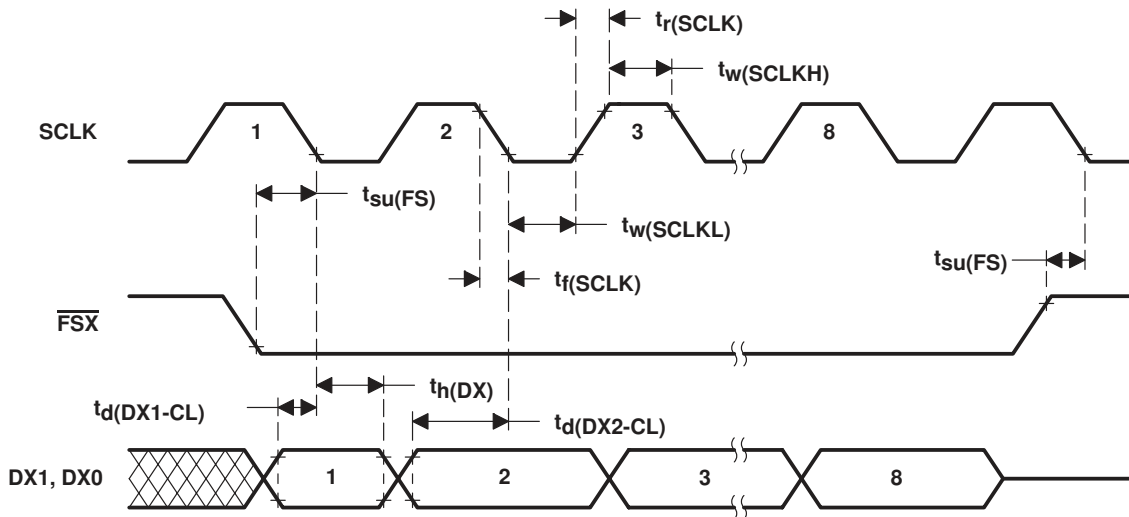 tr(SCLK)
tw(SCLKH)
SCLK
1
2
3
8
tsu(FS)
tw(SCLKL)
tsu(FS)
tf(SCLK)
FSX
th(DX)
td(DX1-CL)
td(DX2-CL)
DX1, DX0
1
2
3
8